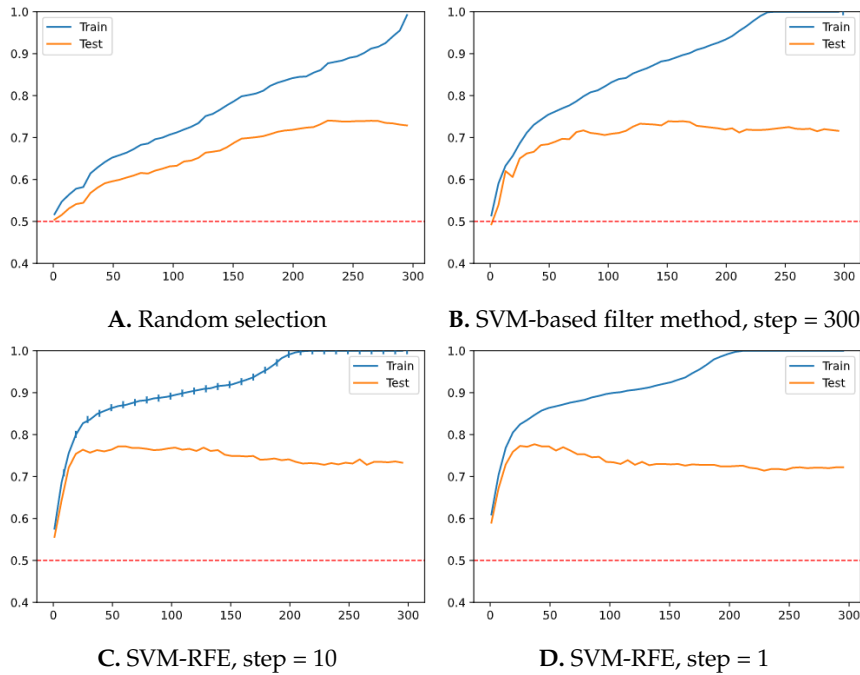 1.0
0.9
0.8
0.7
0.6
0.5
0.4
0 50 100 150 200 250 300
Train
Test
A. Random selection
1.0
0.9
0.8
0.7
0.6
0.5
0.4
0 50 100 150 200 250 300
Train
Test
B. SVM-based filter method, step = 300
1.0
0.9
0.8
0.7
0.6
0.5
0.4
0 50 100 150 200 250 300
Train
Test
C. SVM-RFE, step = 10
1.0
0.9
0.8
0.7
0.6
0.5
0.4
0 50 100 150 200 250 300
Train
Test
D. SVM-RFE, step = 1